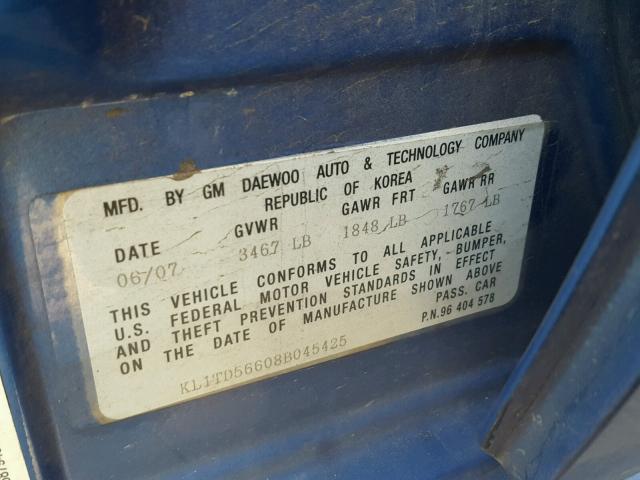 MFD. BY GM DAEWOO AUTO & TECHNOLOGY COMPANY
REPUBLIC OF KOREA
DATE GVWR GAWR FRT GAWR RR
06/07 3467 LB 1848 LB 1767 LB
THIS VEHICLE CONFORMS TO ALL APPLICABLE
U.S. FEDERAL MOTOR VEHICLE SAFETY, BUMPER,
AND THEFT PREVENTION STANDARDS IN EFFECT
ON THE DATE OF MANUFACTURE SHOWN ABOVE
PASS. CAR
P.N.96 404 578
KL1TD56608B045425